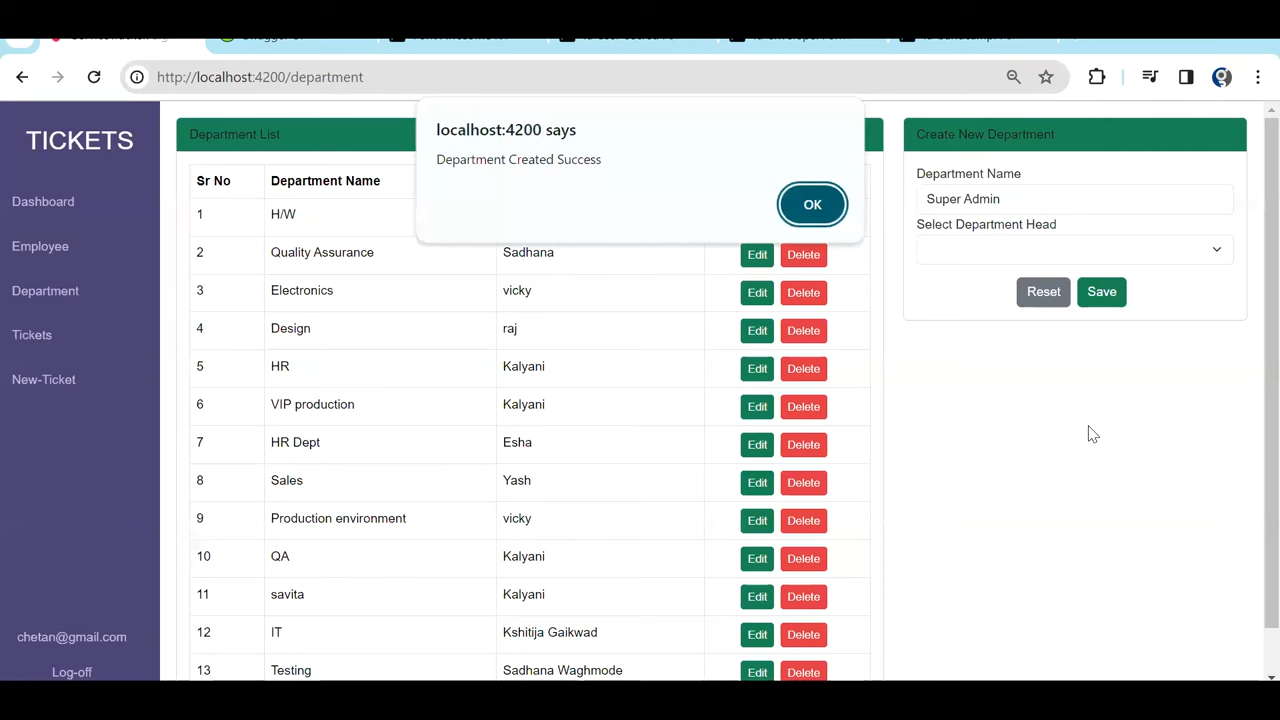 http://localhost:4200/department
TICKETS
Dashboard
Employee
Department
Tickets
New-Ticket
chetan@gmail.com
Log-off
localhost:4200 says
Department Created Success
OK
Department List
Sr No Department Name
1 H/W
2 Quality Assurance Sadhana Edit Delete
3 Electronics vicky Edit Delete
4 Design raj Edit Delete
5 HR Kalyani Edit Delete
6 VIP production Kalyani Edit Delete
7 HR Dept Esha Edit Delete
8 Sales Yash Edit Delete
9 Production environment vicky Edit Delete
10 QA Kalyani Edit Delete
11 savita Kalyani Edit Delete
12 IT Kshitija Gaikwad Edit Delete
13 Testing Sadhana Waghmode Edit Delete
Create New Department
Department Name
Super Admin
Select Department Head
Reset Save